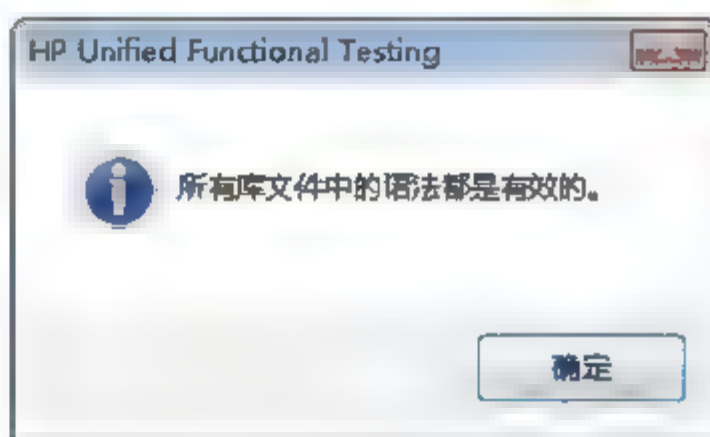 HP Unified Functional Testing
所有库文件中的语法都是有效的。
确定